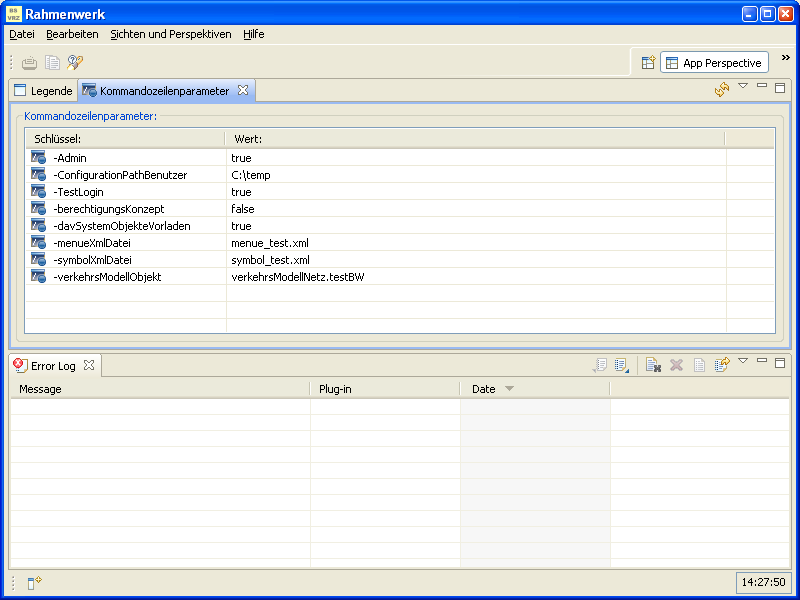 BS
VRZ
Rahmenwerk
Datei Bearbeiten Sichten und Perspektiven Hilfe
App Perspective
Legende Kommandozeilenparameter
Kommandozeilenparameter:
Schlüssel: Wert:
-Admin true
-ConfigurationPathBenutzer C:\temp
-TestLogin true
-berechtigungsKonzept false
-davSystemObjekteVorladen true
-menueXmlDatei menue_test.xml
-symbolXmlDatei symbol_test.xml
-verkehrsModellObjekt verkehrsModellNetz.testBW
Error Log
Message Plug-in Date
14:27:50